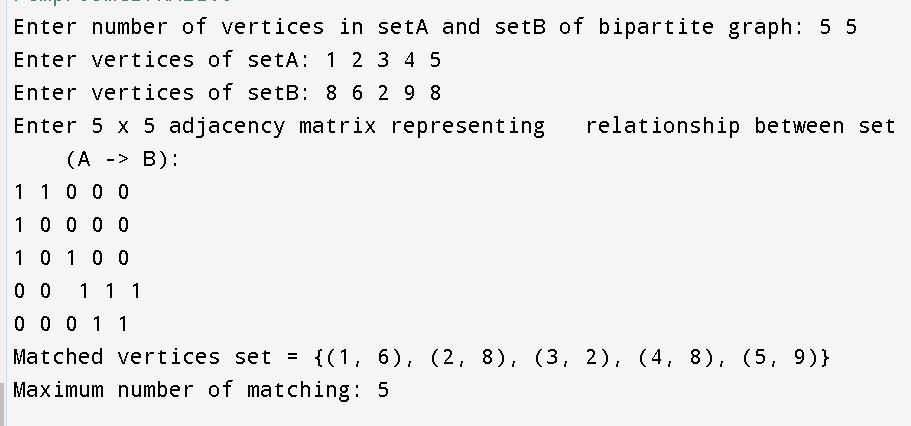 Enter number of vertices in setA and setB of bipartite graph: 5 5
Enter vertices of setA: 1 2 3 4 5
Enter vertices of setB: 8 6 2 9 8
Enter 5 x 5 adjacency matrix representing   relationship between set
    (A -> B):
1 1 0 0 0
1 0 0 0 0
1 0 1 0 0
0 0  1 1 1
0 0 0 1 1
Matched vertices set = {(1, 6), (2, 8), (3, 2), (4, 8), (5, 9)}
Maximum number of matching: 5